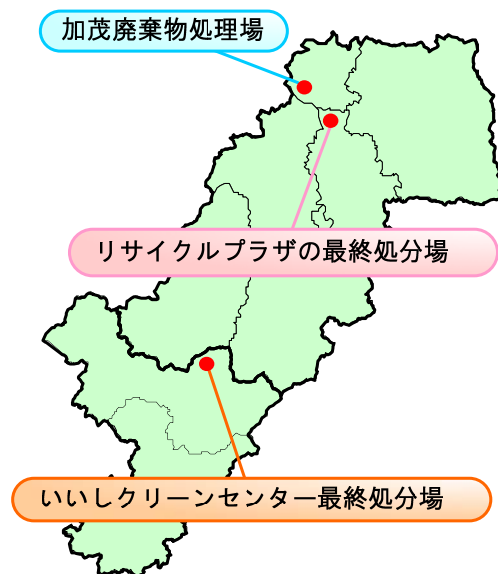 加茂廃棄物処理場
リサイクルプラザの最終処分場
いいしクリーンセンター最終処分場